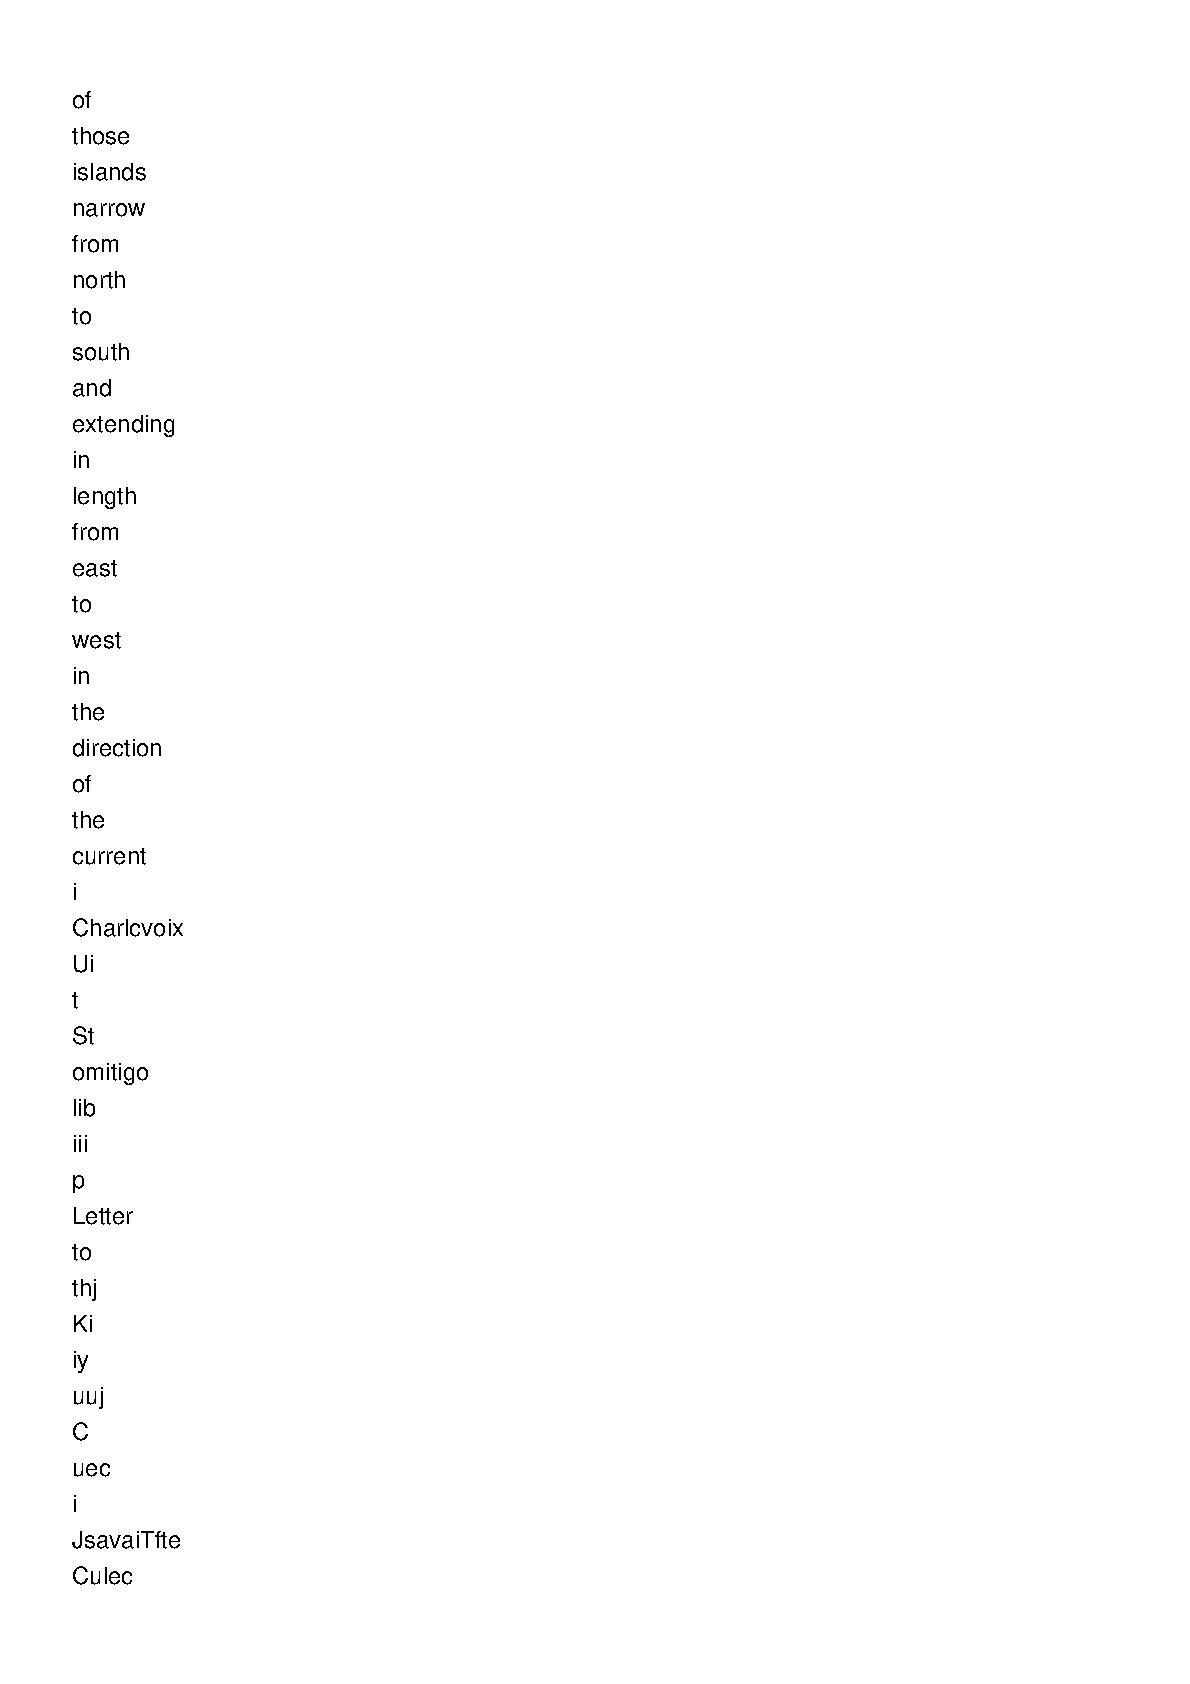 of
those
islands
narrow
from
north
to
south
and
extending
in
length
from
east
to
west
in
the
direction
of
the
current
i
Charlcvoix
Ui
t
St
omitigo
lib
iii
p
Letter
to
thj
Ki
iy
uuj
C
uec
i
JsavaiTfte
Culec